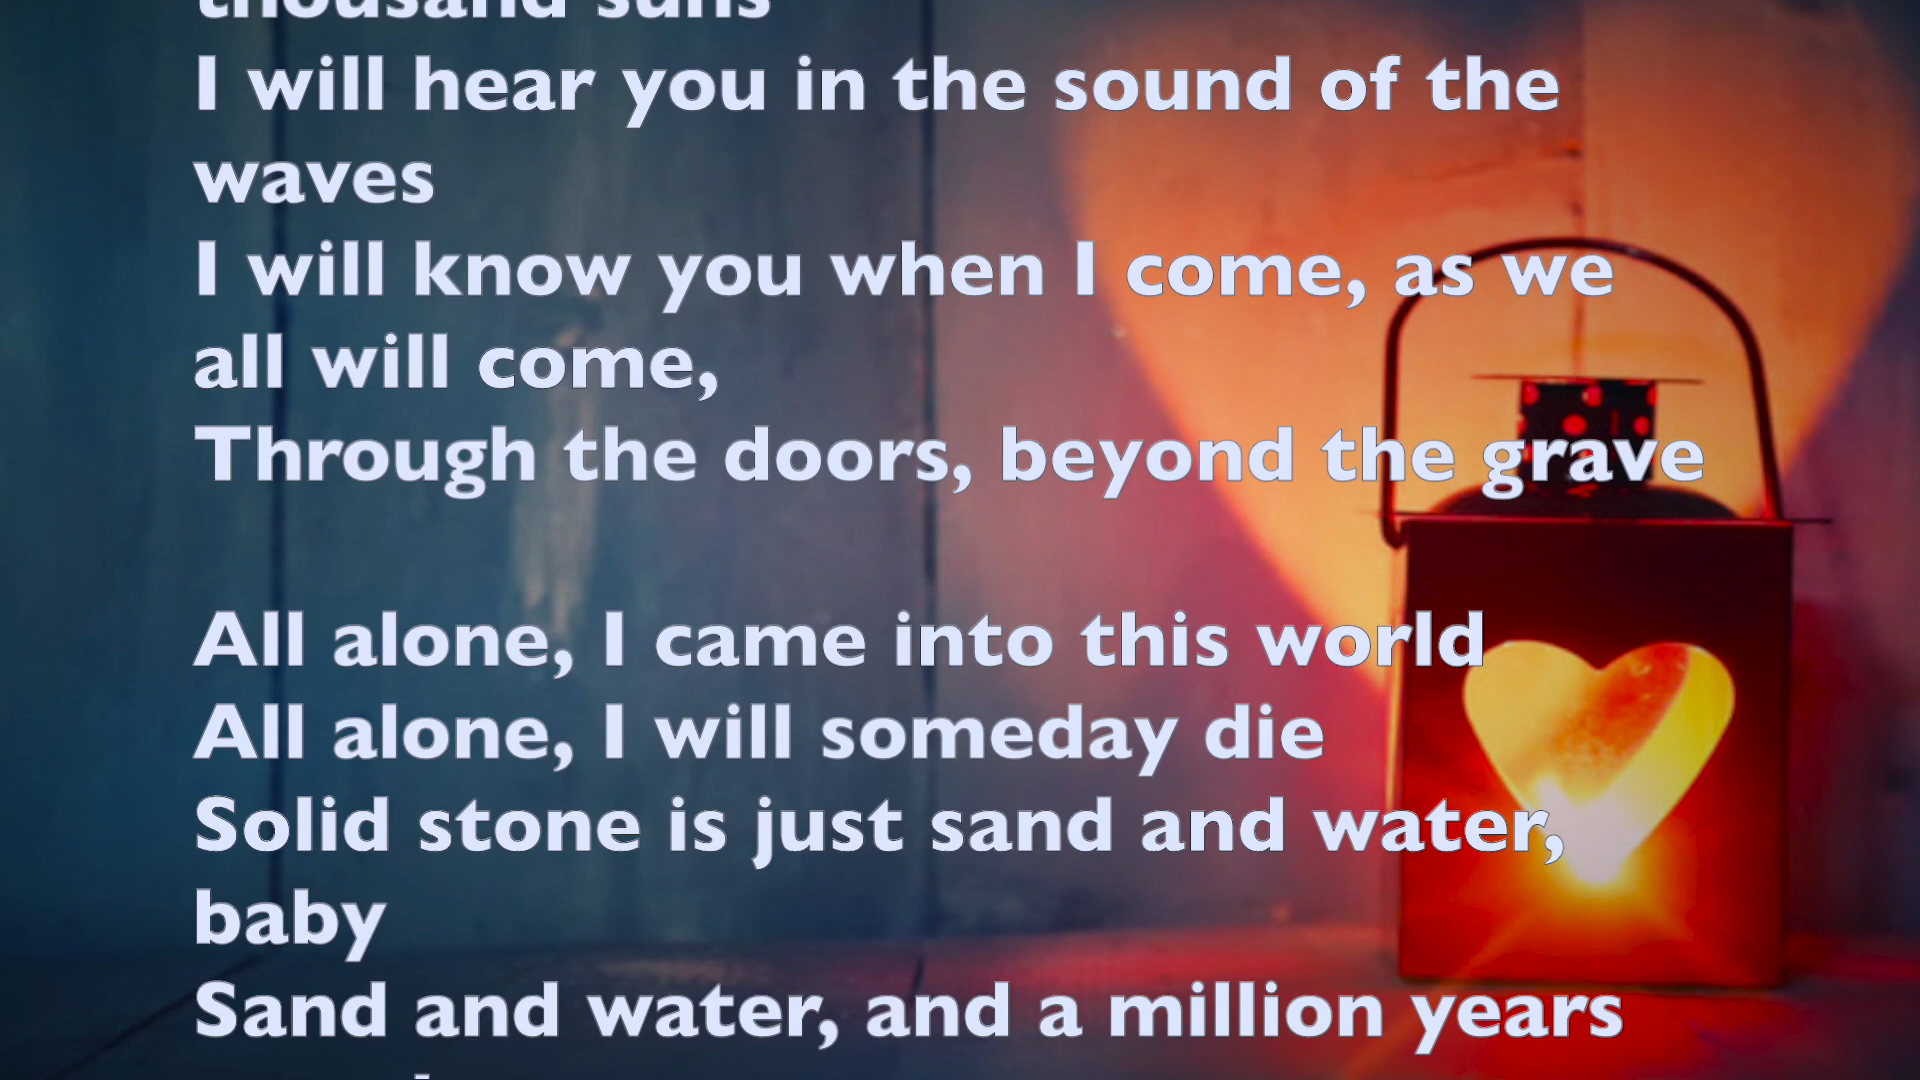 thousand suns
I will hear you in the sound of the
waves
I will know you when I come, as we
all will come,
Through the doors, beyond the grave
All alone, I came into this world
All alone, I will someday die
Solid stone is just sand and water,
baby
Sand and water, and a million years